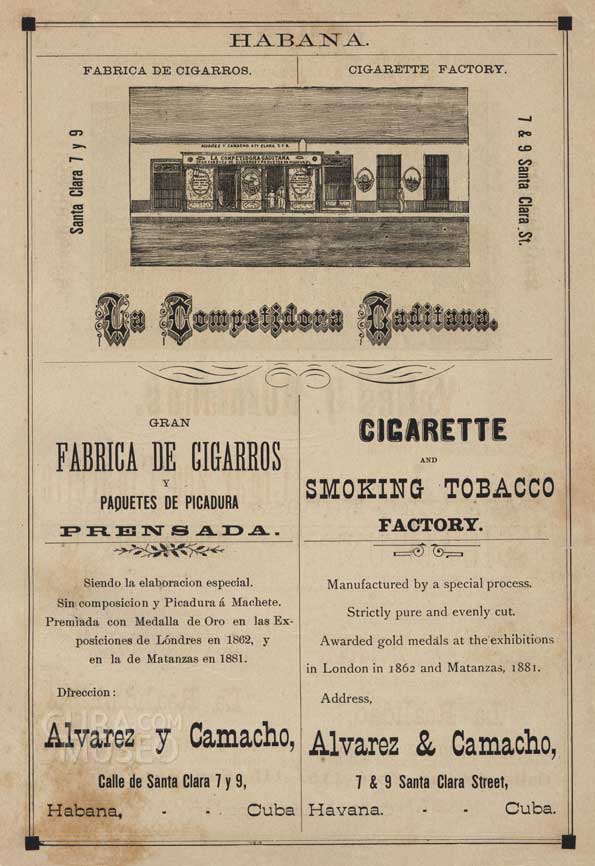 HABANA.
FABRICA DE CIGARROS.
CIGARETTE FACTORY.
Santa Clara 7 y 9
7 & 9 Santa Clara St.
ALVAREZ Y CAMACHO
LA COMPETIDORA GADITANA
La Competidora Gaditana.
GRAN
FABRICA DE CIGARROS
Y
PAQUETES DE PICADURA
PRENSADA.
Siendo la elaboracion especial.
Sin composicion y Picadura á Machete.
Premiada con Medalla de Oro en las Ex-
posiciones de Lóndres en 1862, y
en la de Matanzas en 1881.
Direccion:
Alvarez y Camacho,
Calle de Santa Clara 7 y 9,
Habana, - - Cuba
CIGARETTE
AND
SMOKING TOBACCO
FACTORY.
Manufactured by a special process.
Strictly pure and evenly cut.
Awarded gold medals at the exhibitions
in London in 1862 and Matanzas, 1881.
Address,
Alvarez & Camacho,
7 & 9 Santa Clara Street,
Havana. - - Cuba.
CUBA.COM
MUSEO